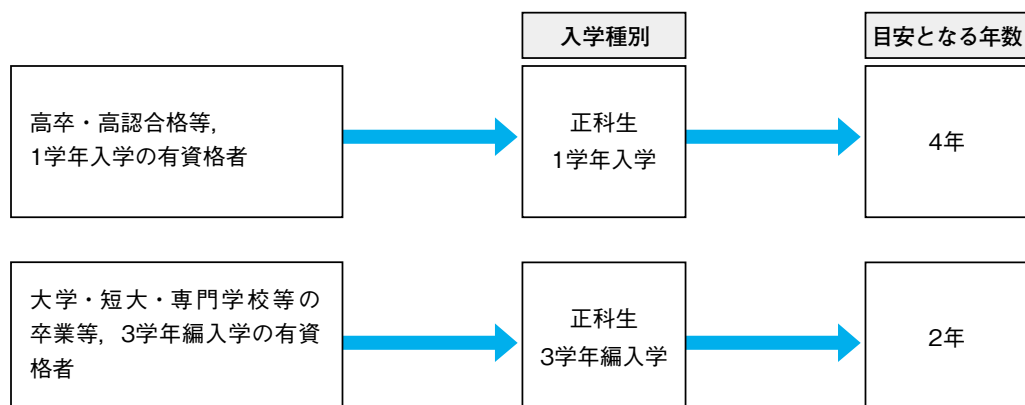 入学種別
目安となる年数
高卒・高認合格等，
1学年入学の有資格者
正科生
1学年入学
4年
大学・短大・専門学校等の
卒業等，3学年編入学の有資
格者
正科生
3学年編入学
2年